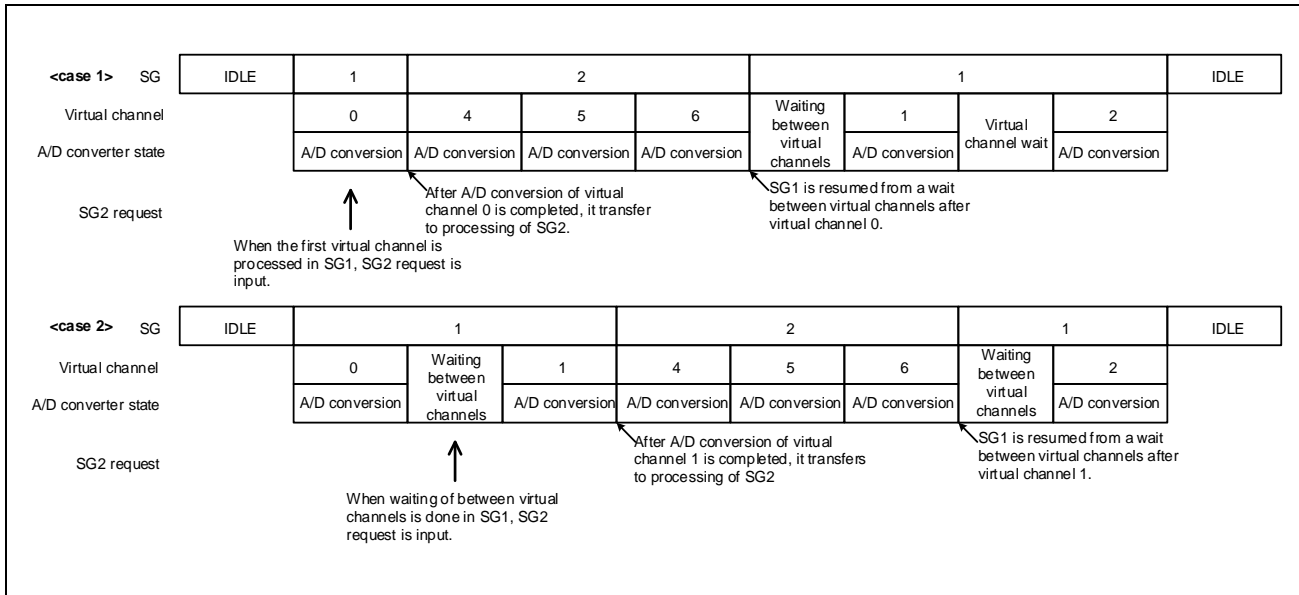 <case 1> SG IDLE 1 2 1 IDLE
Virtual channel 0 4 5 6 Waiting between virtual channels 1 Virtual channel wait 2
A/D converter state A/D conversion A/D conversion A/D conversion A/D conversion A/D conversion A/D conversion
After A/D conversion of virtual
channel 0 is completed, it transfer
to processing of SG2.
SG1 is resumed from a wait
between virtual channels after
virtual channel 0.
SG2 request
When the first virtual channel is
processed in SG1, SG2 request is
input.
<case 2> SG IDLE 1 2 1 IDLE
Virtual channel 0 Waiting between virtual channels 1 4 5 6 Waiting between virtual channels 2
A/D converter state A/D conversion A/D conversion A/D conversion A/D conversion A/D conversion A/D conversion
After A/D conversion of virtual
channel 1 is completed, it transfers
to processing of SG2
SG1 is resumed from a wait
between virtual channels after
virtual channel 1.
SG2 request
When waiting of between virtual
channels is done in SG1, SG2
request is input.